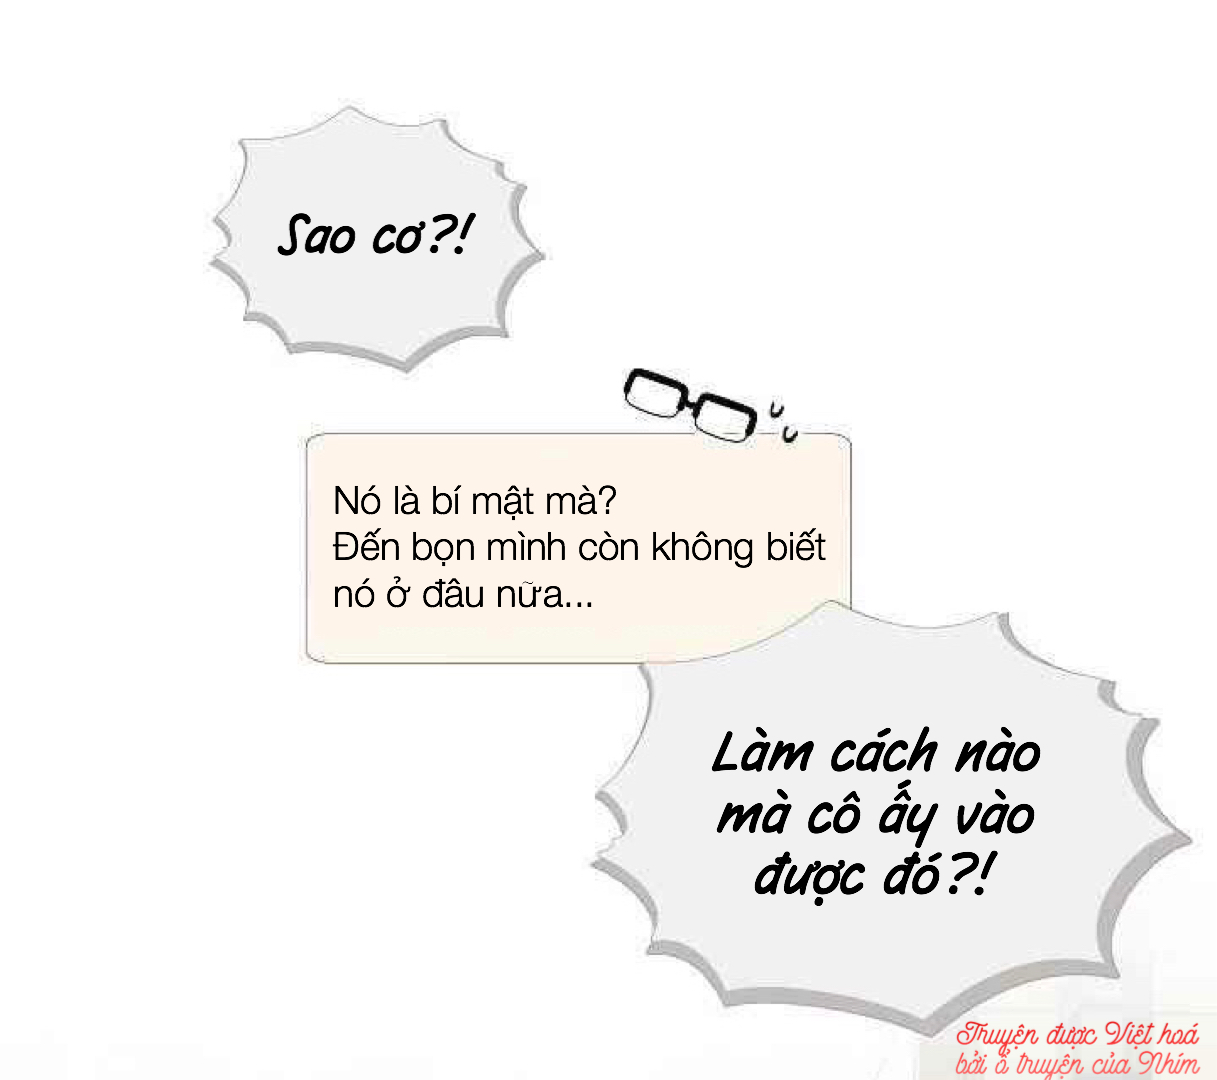 Sao cơ?!
Nó là bí mật mà?
Đến bọn mình còn không biết
nó ở đâu nữa...
Làm cách nào
mà cô ấy vào
được đó?!
Truyện được Việt hoá
bởi ổ truyện của Nhím